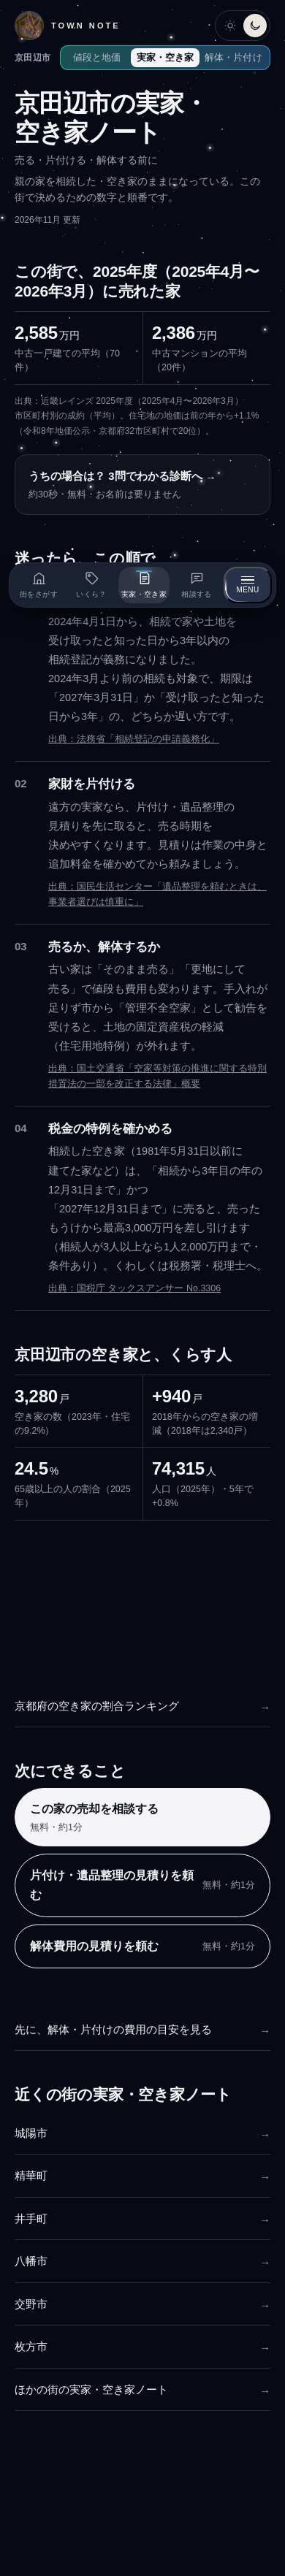 TOWN NOTE
京田辺市
値段と地価
実家・空き家
解体・片付け
京田辺市の実家・
空き家ノート
売る・片付ける・解体する前に
親の家を相続した・空き家のままになっている。この
街で決めるための数字と順番です。
2026年11月 更新
この街で、2025年度（2025年4月〜
2026年3月）に売れた家
2,585万円
中古一戸建ての平均（70
件）
2,386万円
中古マンションの平均
（20件）
出典：近畿レインズ 2025年度（2025年4月〜2026年3月）
市区町村別の成約（平均）。住宅地の地価は前の年から+1.1%
（令和8年地価公示・京都府32市区町村で20位）。
うちの場合は？ 3問でわかる診断へ →
約30秒・無料・お名前は要りません
迷ったら、この順で
街をさがす
いくら？
実家・空き家
相談する
MENU
2024年4月1日から、相続で家や土地を
受け取ったと知った日から3年以内の
相続登記が義務になりました。
2024年3月より前の相続も対象で、期限は
「2027年3月31日」か「受け取ったと知った
日から3年」の、どちらか遅い方です。
出典：法務省「相続登記の申請義務化」
02
家財を片付ける
遠方の実家なら、片付け・遺品整理の
見積りを先に取ると、売る時期を
決めやすくなります。見積りは作業の中身と
追加料金を確かめてから頼みましょう。
出典：国民生活センター「遺品整理を頼むときは、
事業者選びは慎重に」
03
売るか、解体するか
古い家は「そのまま売る」「更地にして
売る」で値段も費用も変わります。手入れが
足りず市から「管理不全空家」として勧告を
受けると、土地の固定資産税の軽減
（住宅用地特例）が外れます。
出典：国土交通省「空家等対策の推進に関する特別
措置法の一部を改正する法律」概要
04
税金の特例を確かめる
相続した空き家（1981年5月31日以前に
建てた家など）は、「相続から3年目の年の
12月31日まで」かつ
「2027年12月31日まで」に売ると、売った
もうけから最高3,000万円を差し引けます
（相続人が3人以上なら1人2,000万円まで・
条件あり）。くわしくは税務署・税理士へ。
出典：国税庁 タックスアンサー No.3306
京田辺市の空き家と、くらす人
3,280戸
空き家の数（2023年・住宅
の9.2%）
+940戸
2018年からの空き家の増
減（2018年は2,340戸）
24.5%
65歳以上の人の割合（2025
年）
74,315人
人口（2025年）・5年で
+0.8%
京都府の空き家の割合ランキング →
次にできること
この家の売却を相談する
無料・約1分
片付け・遺品整理の見積りを頼
む
無料・約1分
解体費用の見積りを頼む
無料・約1分
先に、解体・片付けの費用の目安を見る →
近くの街の実家・空き家ノート
城陽市 →
精華町 →
井手町 →
八幡市 →
交野市 →
枚方市 →
ほかの街の実家・空き家ノート →